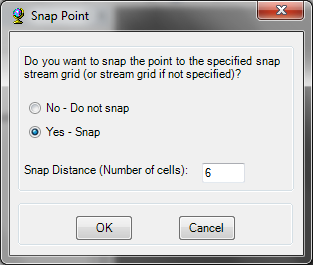 Snap Point
Do you want to snap the point to the specified snap
stream grid (or stream grid if not specified)?
No - Do not snap
Yes - Snap
Snap Distance (Number of cells): 6
OK Cancel